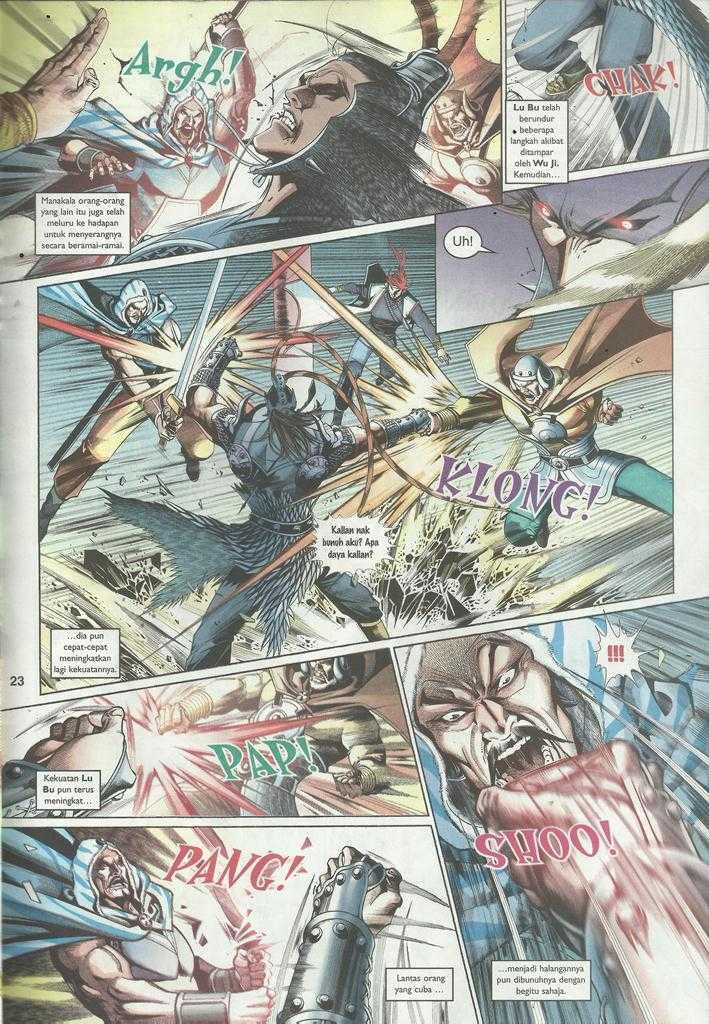 Argh!
Manakala orang-orang
yang lain itu juga telah
meluru ke hadapan
untuk menyerangnya
secara beramai-ramai.
CHAK!
Lu Bu telah
berundur
beberapa
langkah akibat
ditampar
oleh Wu Ji.
Kemudian…
Uh!
KLONG!
Kalian nak
bunuh aku? Apa
daya kalian?
…dia pun
cepat-cepat
meningkatkan
lagi kekuatannya.
23
PAP!
Kekuatan Lu
Bu pun terus
meningkat…
!!!
SHOO!
PANG!
Lantas orang
yang cuba …
…menjadi halangannya
pun dibunuhnya dengan
begitu sahaja.